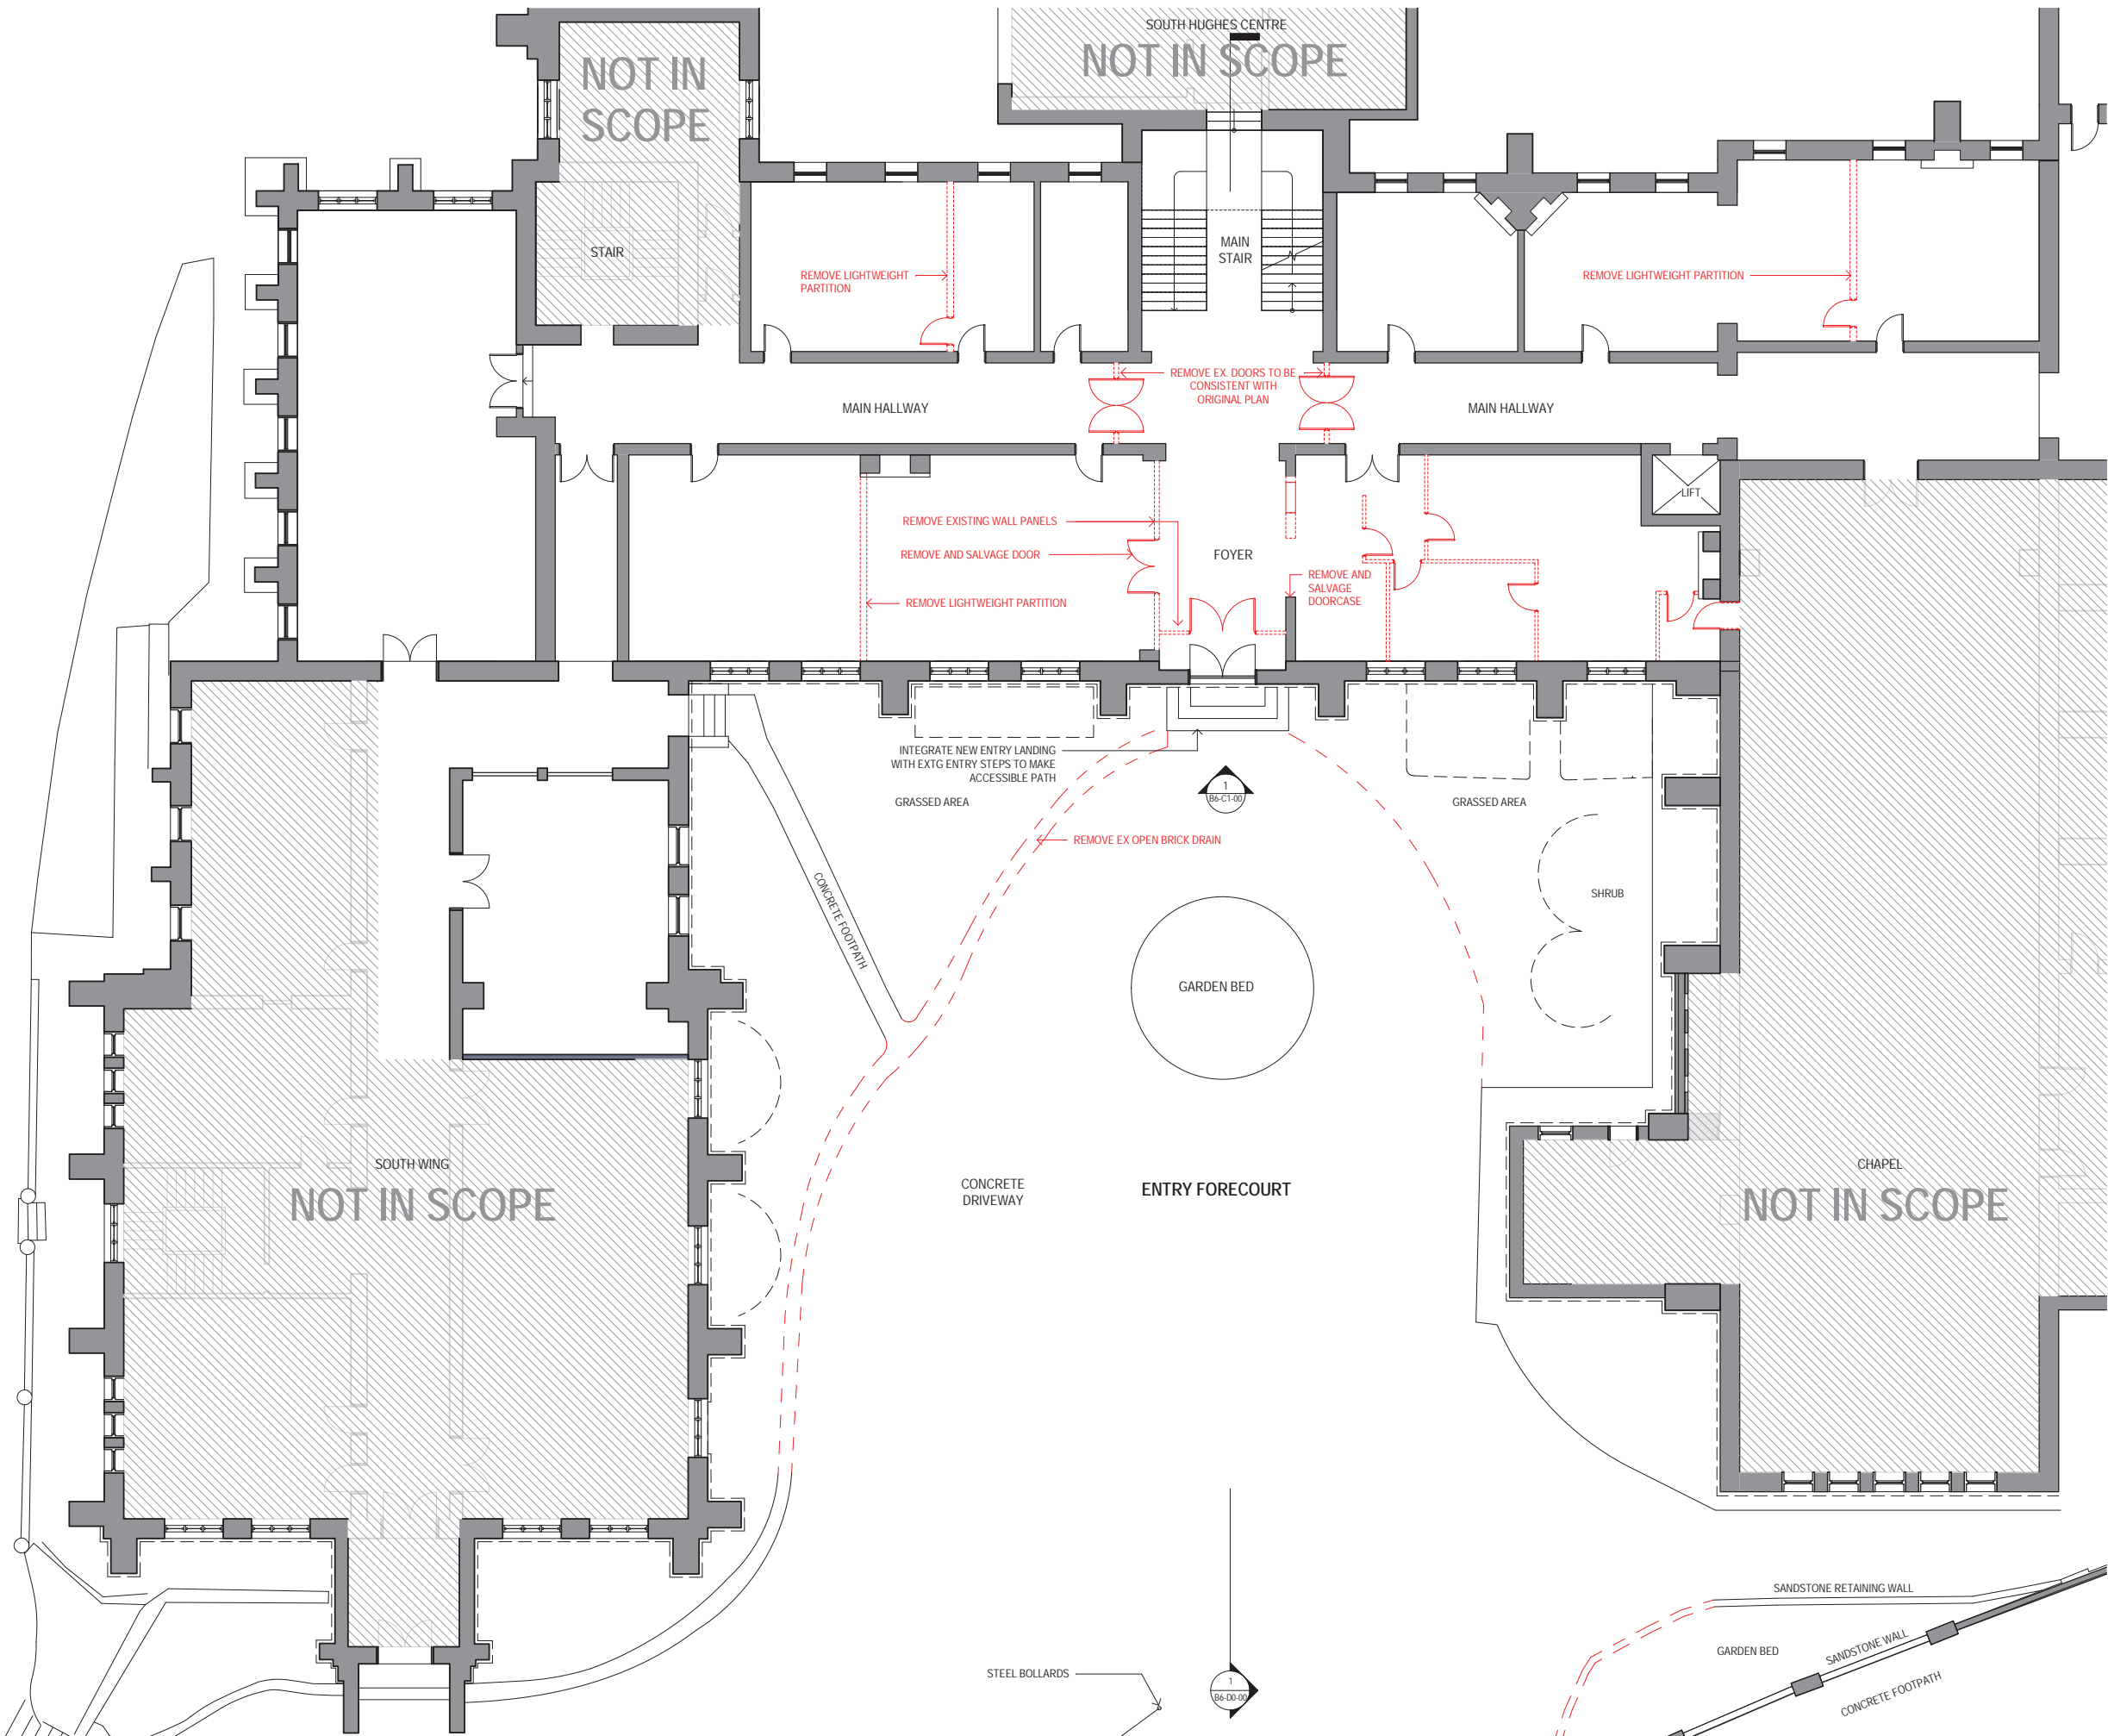 SOUTH HUGHES CENTRE
NOT IN SCOPE
NOT IN
SCOPE
STAIR
MAIN
STAIR
REMOVE LIGHTWEIGHT
PARTITION
REMOVE LIGHTWEIGHT PARTITION
REMOVE EX. DOORS TO BE
CONSISTENT WITH
ORIGINAL PLAN
MAIN HALLWAY
MAIN HALLWAY
LIFT
REMOVE EXISTING WALL PANELS
REMOVE AND SALVAGE DOOR
FOYER
REMOVE AND
SALVAGE
DOORCASE
REMOVE LIGHTWEIGHT PARTITION
INTEGRATE NEW ENTRY LANDING
WITH EXTG ENTRY STEPS TO MAKE
ACCESSIBLE PATH
1
B6-C1-00
GRASSED AREA
GRASSED AREA
REMOVE EX OPEN BRICK DRAIN
CONCRETE FOOTPATH
SHRUB
GARDEN BED
SOUTH WING
NOT IN SCOPE
CONCRETE
DRIVEWAY
ENTRY FORECOURT
CHAPEL
NOT IN SCOPE
SANDSTONE RETAINING WALL
GARDEN BED
SANDSTONE WALL
CONCRETE FOOTPATH
STEEL BOLLARDS
1
B6-D0-00